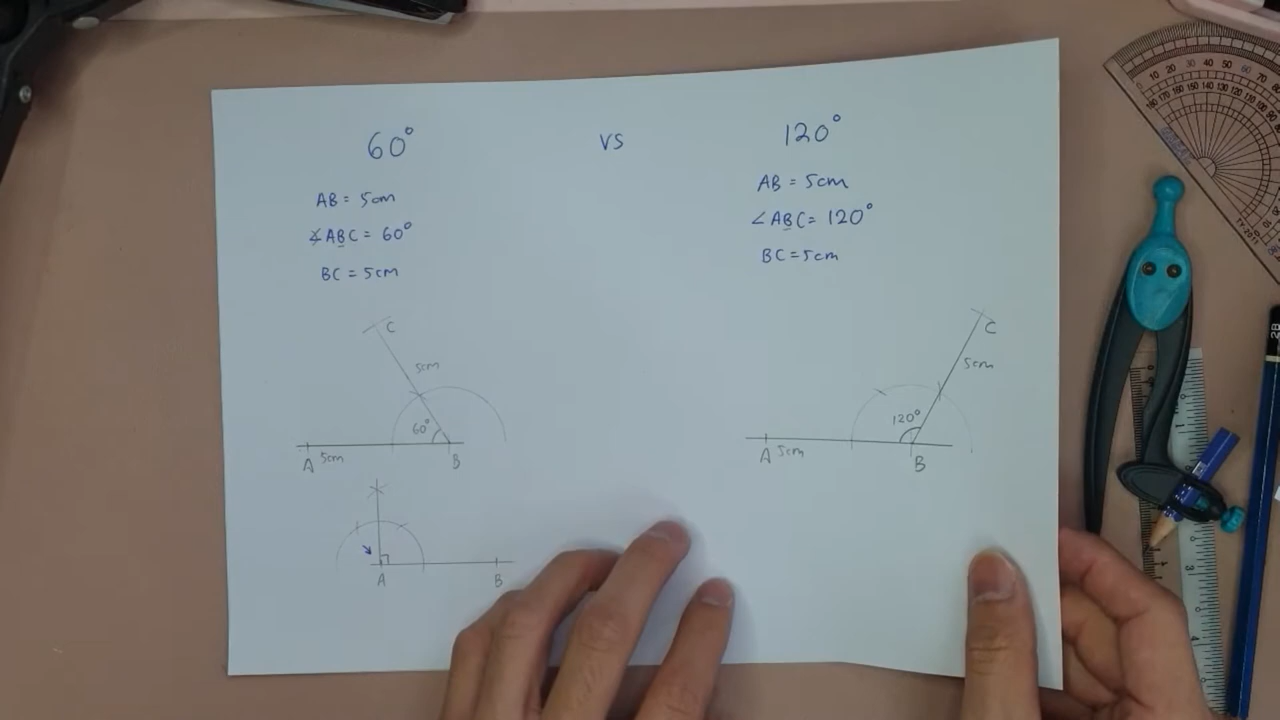 60° vs 120°
AB = 5cm
∡ABC = 60°
BC = 5cm
AB = 5cm
∠ABC = 120°
BC = 5cm
C
5cm
60°
A 5cm B
C
5cm
120°
A 5cm B
A B
2B